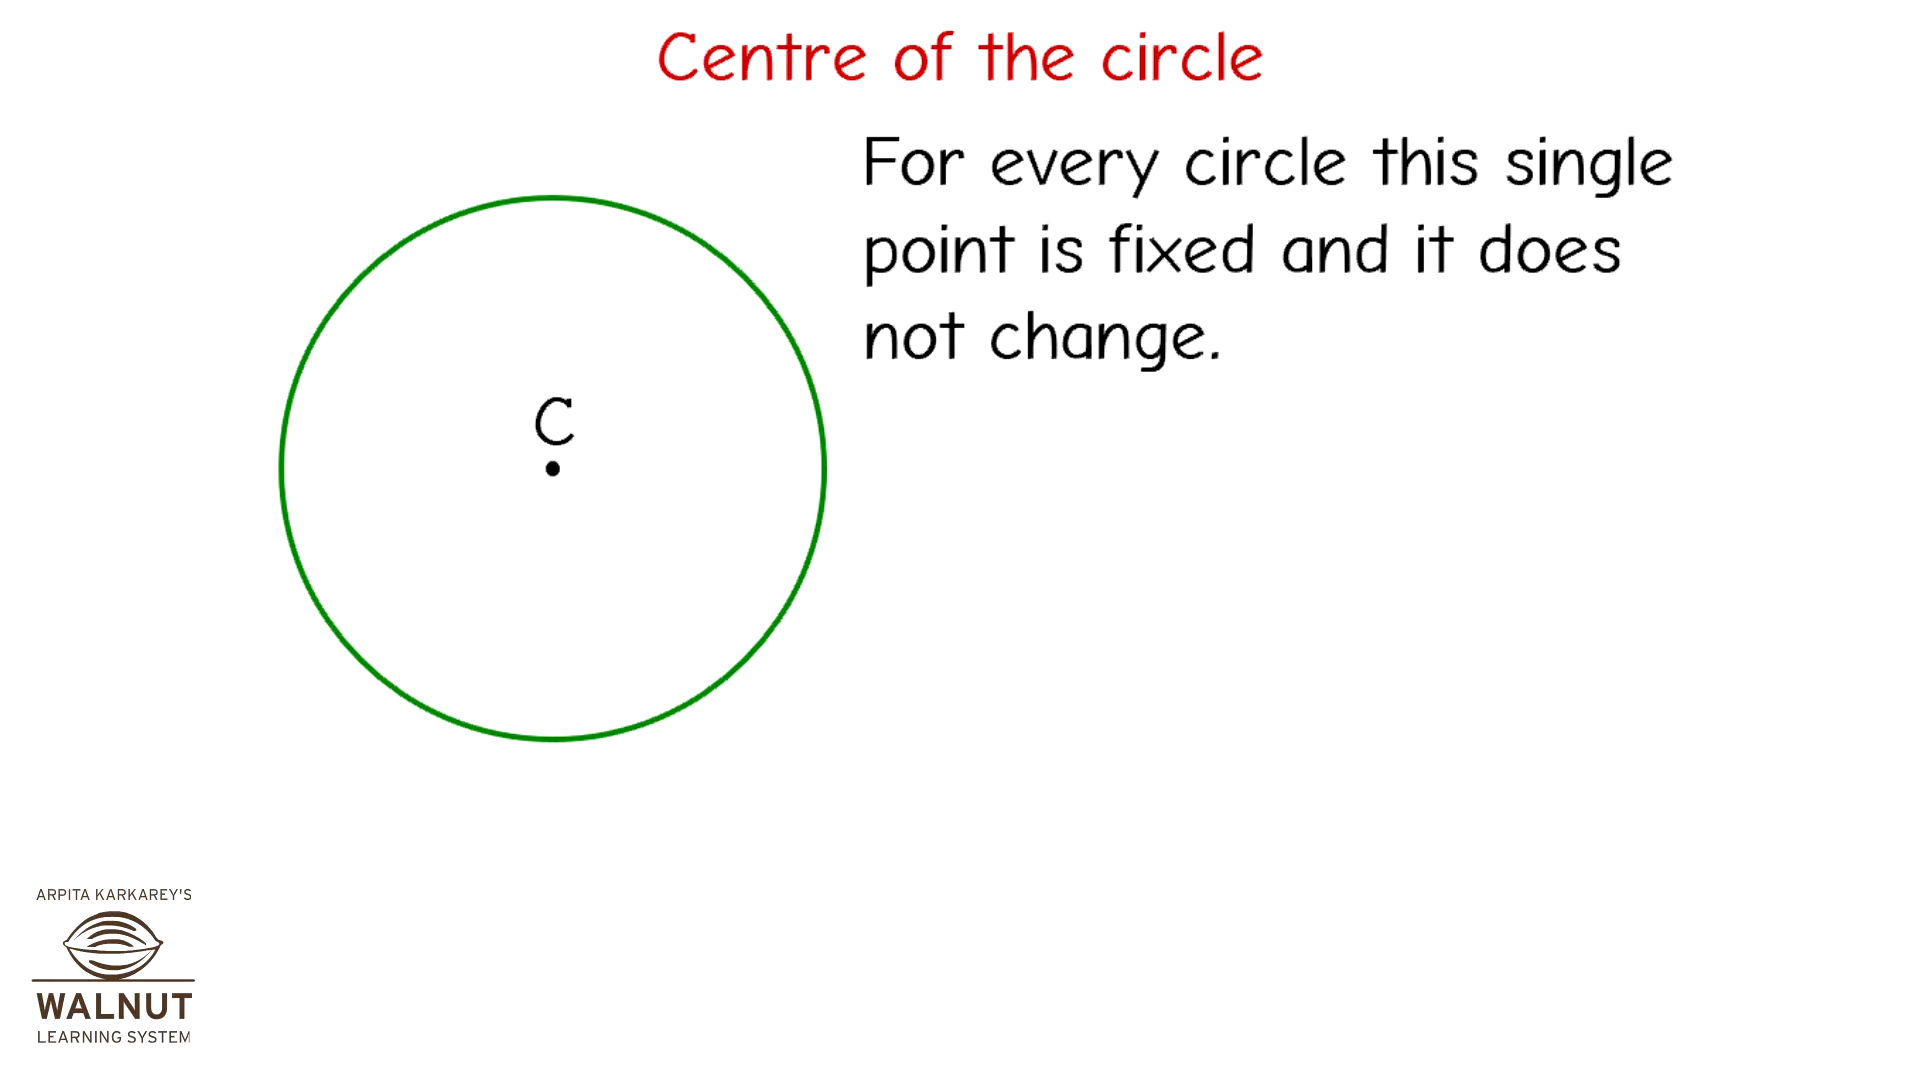 Centre of the circle
For every circle this single
point is fixed and it does
not change.
C
ARPITA KARKAREY'S
WALNUT
LEARNING SYSTEM